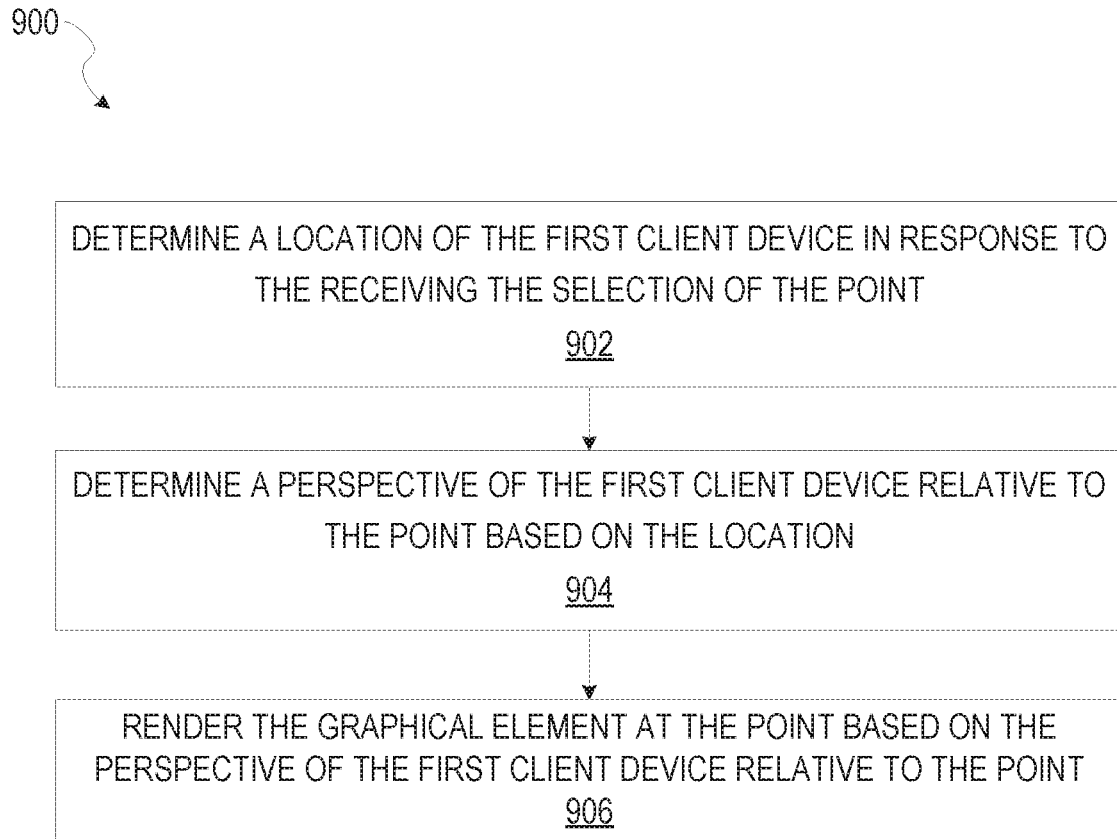 900
DETERMINE A LOCATION OF THE FIRST CLIENT DEVICE IN RESPONSE TO
THE RECEIVING THE SELECTION OF THE POINT
902
DETERMINE A PERSPECTIVE OF THE FIRST CLIENT DEVICE RELATIVE TO
THE POINT BASED ON THE LOCATION
904
RENDER THE GRAPHICAL ELEMENT AT THE POINT BASED ON THE
PERSPECTIVE OF THE FIRST CLIENT DEVICE RELATIVE TO THE POINT
906